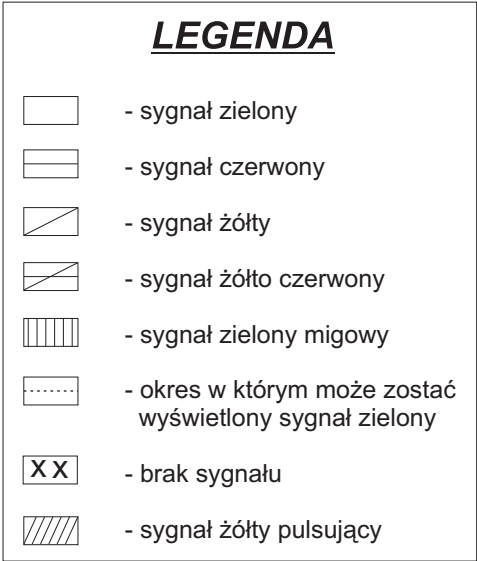 LEGENDA
- sygnał zielony
- sygnał czerwony
- sygnał żółty
- sygnał żółto czerwony
- sygnał zielony migowy
- okres w którym może zostać
wyświetlony sygnał zielony
X X - brak sygnału
- sygnał żółty pulsujący